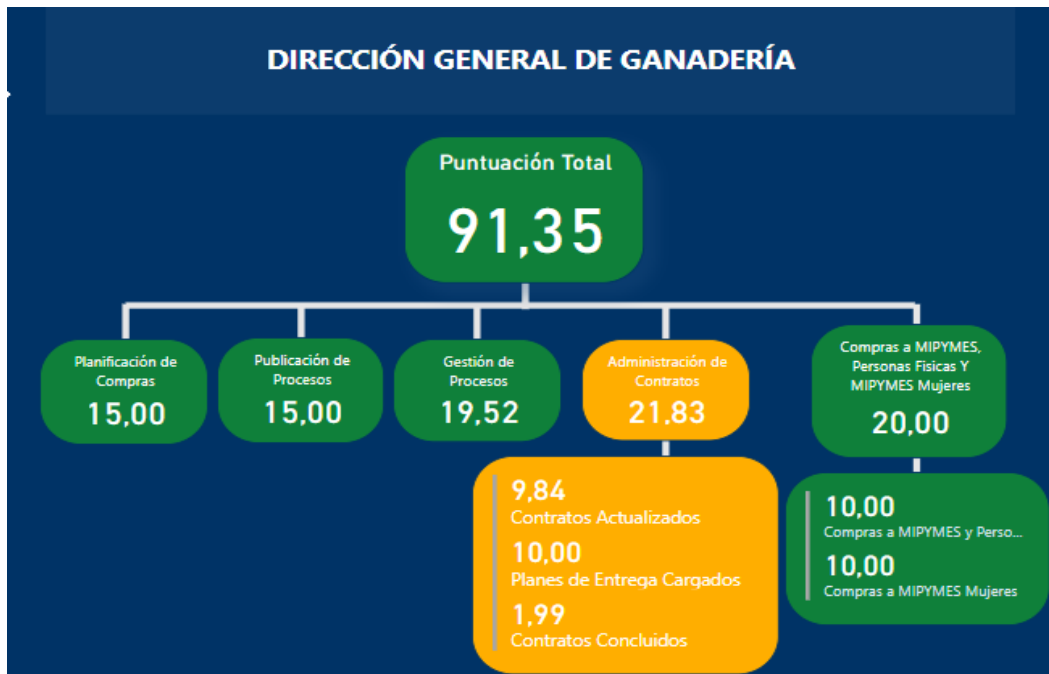 DIRECCIÓN GENERAL DE GANADERÍA
Puntuación Total
91,35
Planificación de
Compras
15,00
Publicación de
Procesos
15,00
Gestión de
Procesos
19,52
Administración de
Contratos
21,83
Compras a MIPYMES,
Personas Fisicas Y
MIPYMES Mujeres
20,00
9,84
Contratos Actualizados
10,00
Planes de Entrega Cargados
1,99
Contratos Concluidos
10,00
Compras a MIPYMES y Perso...
10,00
Compras a MIPYMES Mujeres